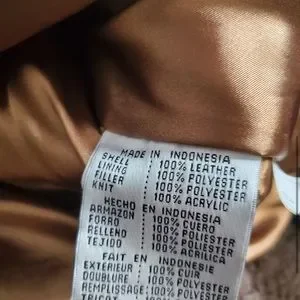 MADE IN INDONESIA
SHELL 100% LEATHER
LINING 100% POLYESTER
FILLER 100% POLYESTER
KNIT 100% ACRYLIC
HECHO EN INDONESIA
ARMAZON 100% CUERO
FORRO 100% POLIESTER
RELLENO 100% POLIESTER
TEJIDO 100% ACRILICA
FAIT EN INDONESIE
EXTERIEUR 100% CUIR
DOUBLURE 100% POLYESTER
REMPLISSAGE 100% POLYESTER
TRICOT